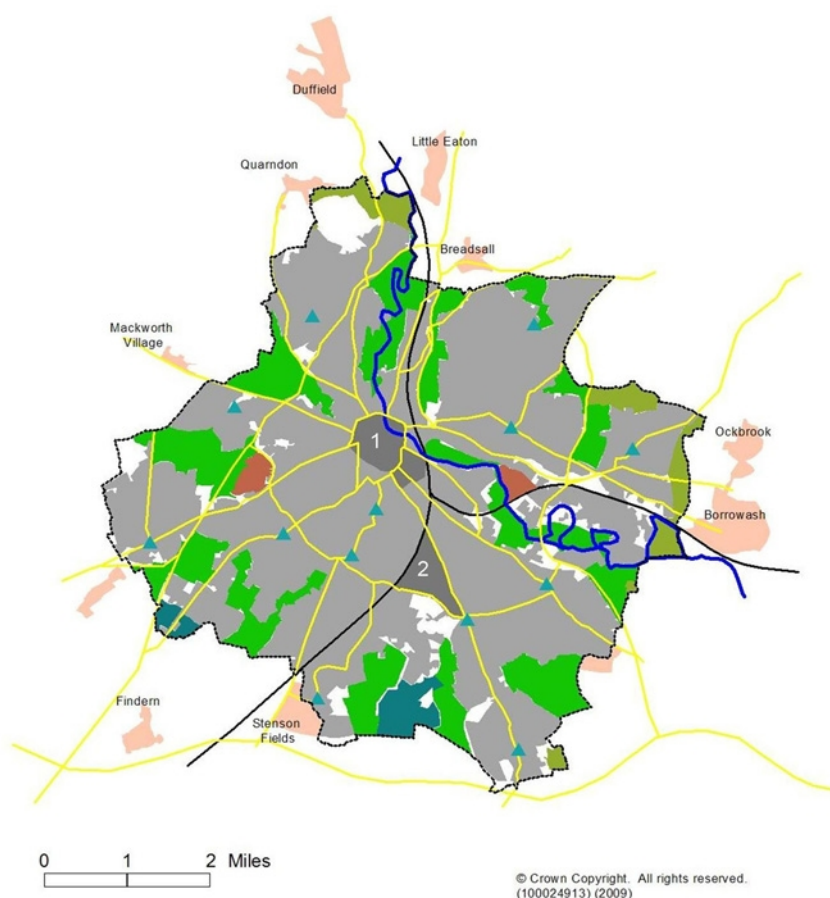 Duffield
Little Eaton
Quarndon
Breadsall
Mackworth
Village
Ockbrook
1
Borrowash
2
Findern
Stenson
Fields
0 1 2 Miles
© Crown Copyright. All rights reserved.
(100024913) (2009)